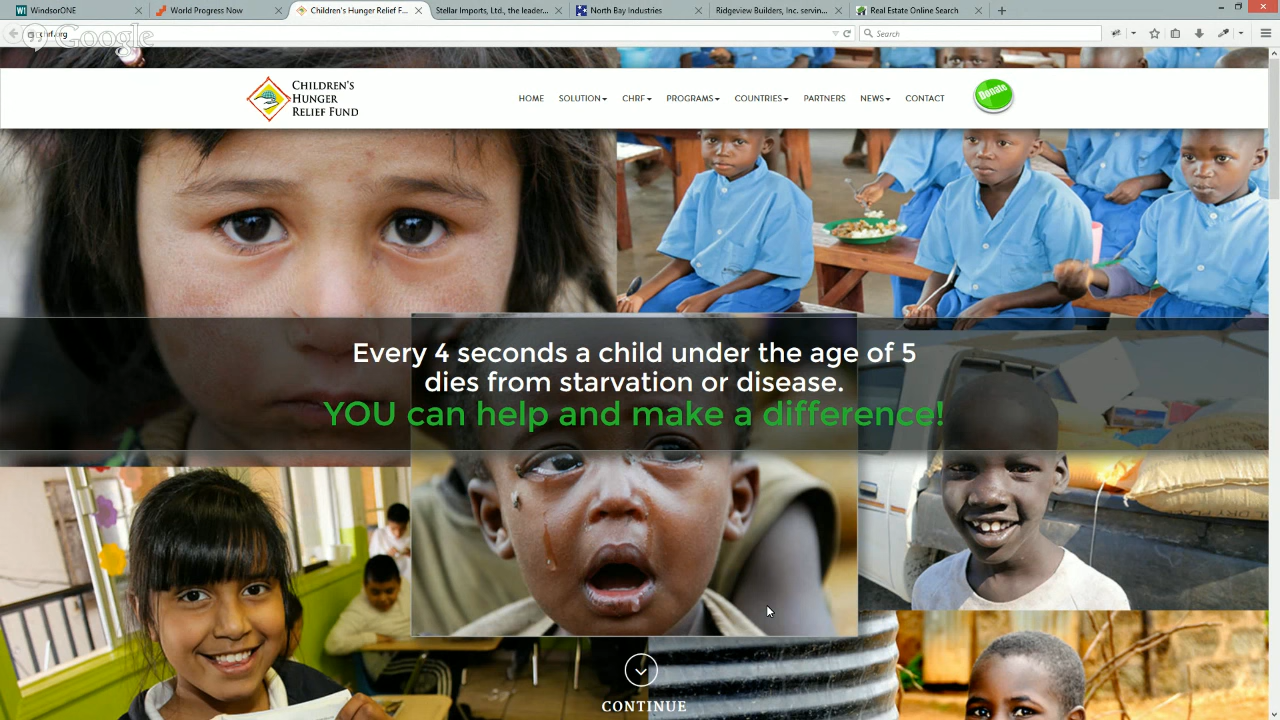 WindsorONE
World Progress Now
Children's Hunger Relief F...
Stellar Imports, Ltd., the leader...
North Bay Industries
Ridgeview Builders, Inc. servin...
Real Estate Online Search
Google
chrf.org
Search
CHILDREN'S
HUNGER
RELIEF FUND
HOME
SOLUTION
CHRF
PROGRAMS
COUNTRIES
PARTNERS
NEWS
CONTACT
Donate
Every 4 seconds a child under the age of 5
dies from starvation or disease.
YOU can help and make a difference!
CONTINUE